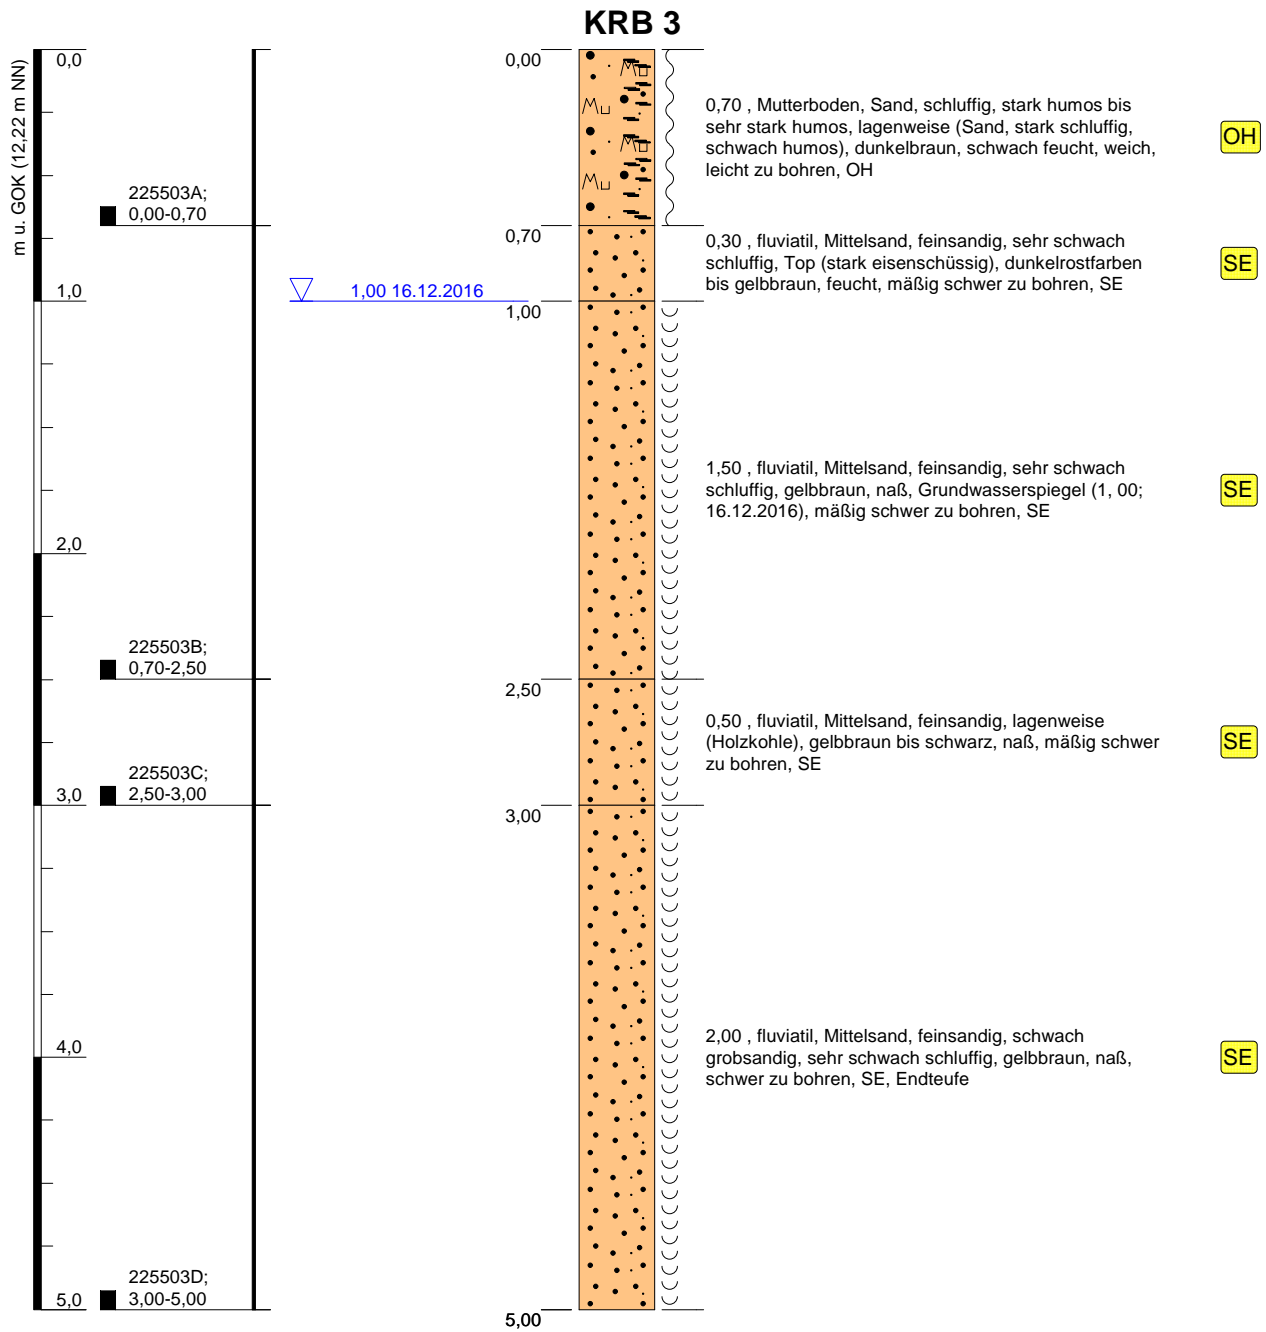 KRB 3
m u. GOK (12,22 m NN)
0,0
1,0
2,0
3,0
4,0
5,0
225503A;
0,00-0,70
225503B;
0,70-2,50
225503C;
2,50-3,00
225503D;
3,00-5,00
1,00 16.12.2016
0,00
0,70
1,00
2,50
3,00
5,00
0,70 , Mutterboden, Sand, schluffig, stark humos bis
sehr stark humos, lagenweise (Sand, stark schluffig,
schwach humos), dunkelbraun, schwach feucht, weich,
leicht zu bohren, OH
OH
0,30 , fluviatil, Mittelsand, feinsandig, sehr schwach
schluffig, Top (stark eisenschüssig), dunkelrostfarben
bis gelbbraun, feucht, mäßig schwer zu bohren, SE
SE
1,50 , fluviatil, Mittelsand, feinsandig, sehr schwach
schluffig, gelbbraun, naß, Grundwasserspiegel (1, 00;
16.12.2016), mäßig schwer zu bohren, SE
SE
0,50 , fluviatil, Mittelsand, feinsandig, lagenweise
(Holzkohle), gelbbraun bis schwarz, naß, mäßig schwer
zu bohren, SE
SE
2,00 , fluviatil, Mittelsand, feinsandig, schwach
grobsandig, sehr schwach schluffig, gelbbraun, naß,
schwer zu bohren, SE, Endteufe
SE